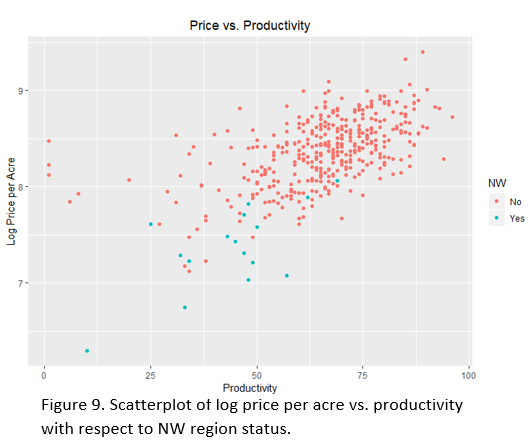 Price vs. Productivity
Log Price per Acre
9
8
7
0 25 50 75 100
Productivity
NW
No
Yes
Figure 9. Scatterplot of log price per acre vs. productivity
with respect to NW region status.